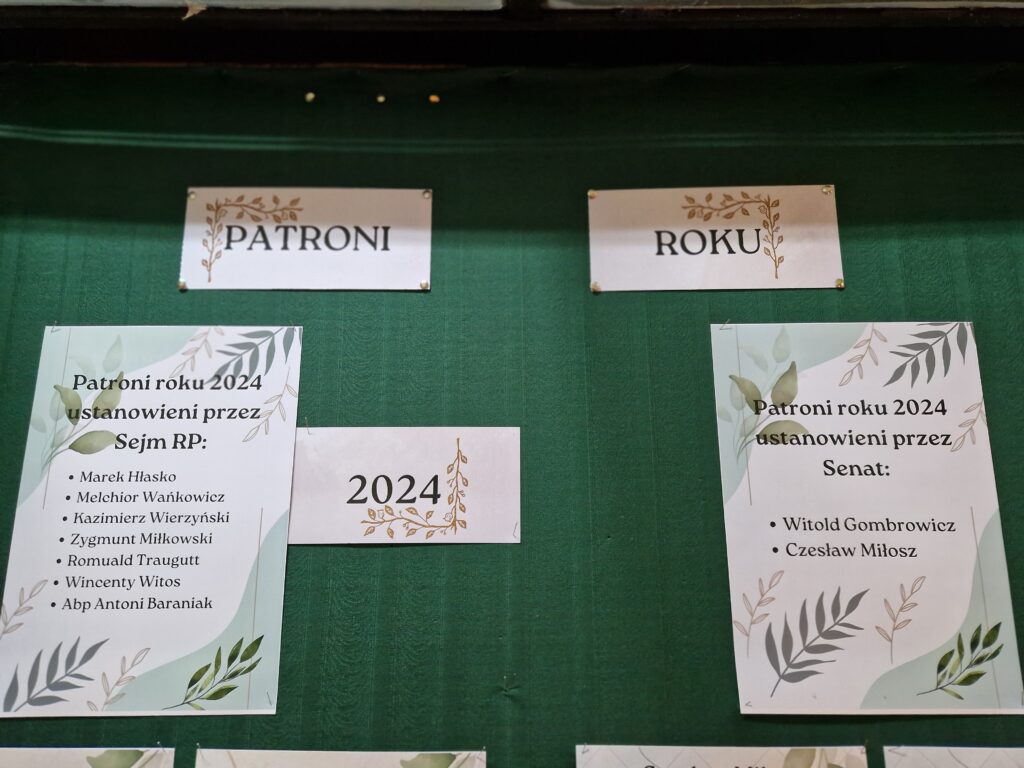 PATRONI
ROKU
Patroni roku 2024
ustanowieni przez
Sejm RP:
• Marek Hłasko
• Melchior Wańkowicz
• Kazimierz Wierzyński
• Zygmunt Miłkowski
• Romuald Traugutt
• Wincenty Witos
• Abp Antoni Baraniak
2024
Patroni roku 2024
ustanowieni przez
Senat:
• Witold Gombrowicz
• Czesław Miłosz